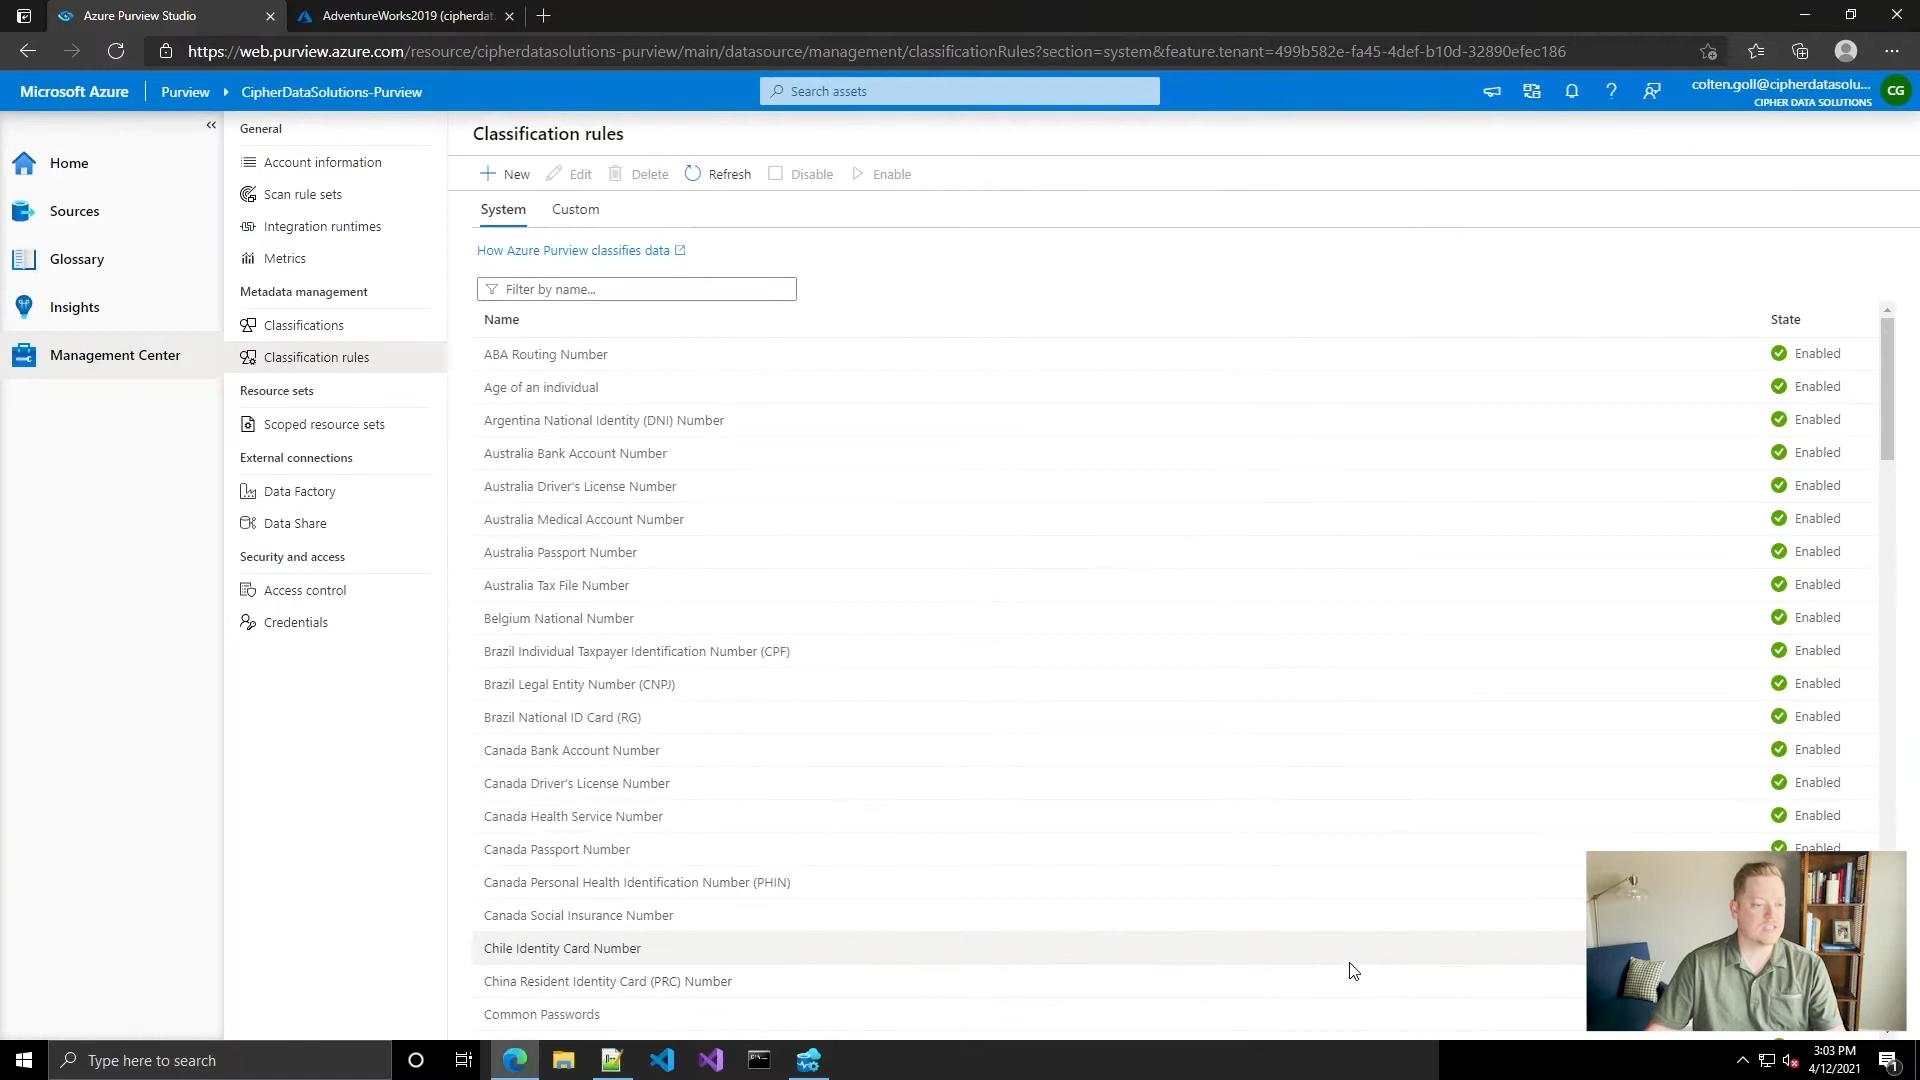 Azure Purview Studio
AdventureWorks2019 (cipherdat
https://web.purview.azure.com/resource/cipherdatasolutions-purview/main/datasource/management/classificationRules?section=system&feature.tenant=499b582e-fa45-4def-b10d-32890efec186
Microsoft Azure
Purview
CipherDataSolutions-Purview
Search assets
colten.goll@cipherdatasolu...
CIPHER DATA SOLUTIONS
CG
Home
Sources
Glossary
Insights
Management Center
General
Account information
Scan rule sets
Integration runtimes
Metrics
Metadata management
Classifications
Classification rules
Resource sets
Scoped resource sets
External connections
Data Factory
Data Share
Security and access
Access control
Credentials
Classification rules
New Edit Delete Refresh Disable Enable
System Custom
How Azure Purview classifies data
Filter by name...
Name State
ABA Routing Number Enabled
Age of an individual Enabled
Argentina National Identity (DNI) Number Enabled
Australia Bank Account Number Enabled
Australia Driver's License Number Enabled
Australia Medical Account Number Enabled
Australia Passport Number Enabled
Australia Tax File Number Enabled
Belgium National Number Enabled
Brazil Individual Taxpayer Identification Number (CPF) Enabled
Brazil Legal Entity Number (CNPJ) Enabled
Brazil National ID Card (RG) Enabled
Canada Bank Account Number Enabled
Canada Driver's License Number Enabled
Canada Health Service Number Enabled
Canada Passport Number Enabled
Canada Personal Health Identification Number (PHIN)
Canada Social Insurance Number
Chile Identity Card Number
China Resident Identity Card (PRC) Number
Common Passwords
Type here to search
3:03 PM
4/12/2021
1